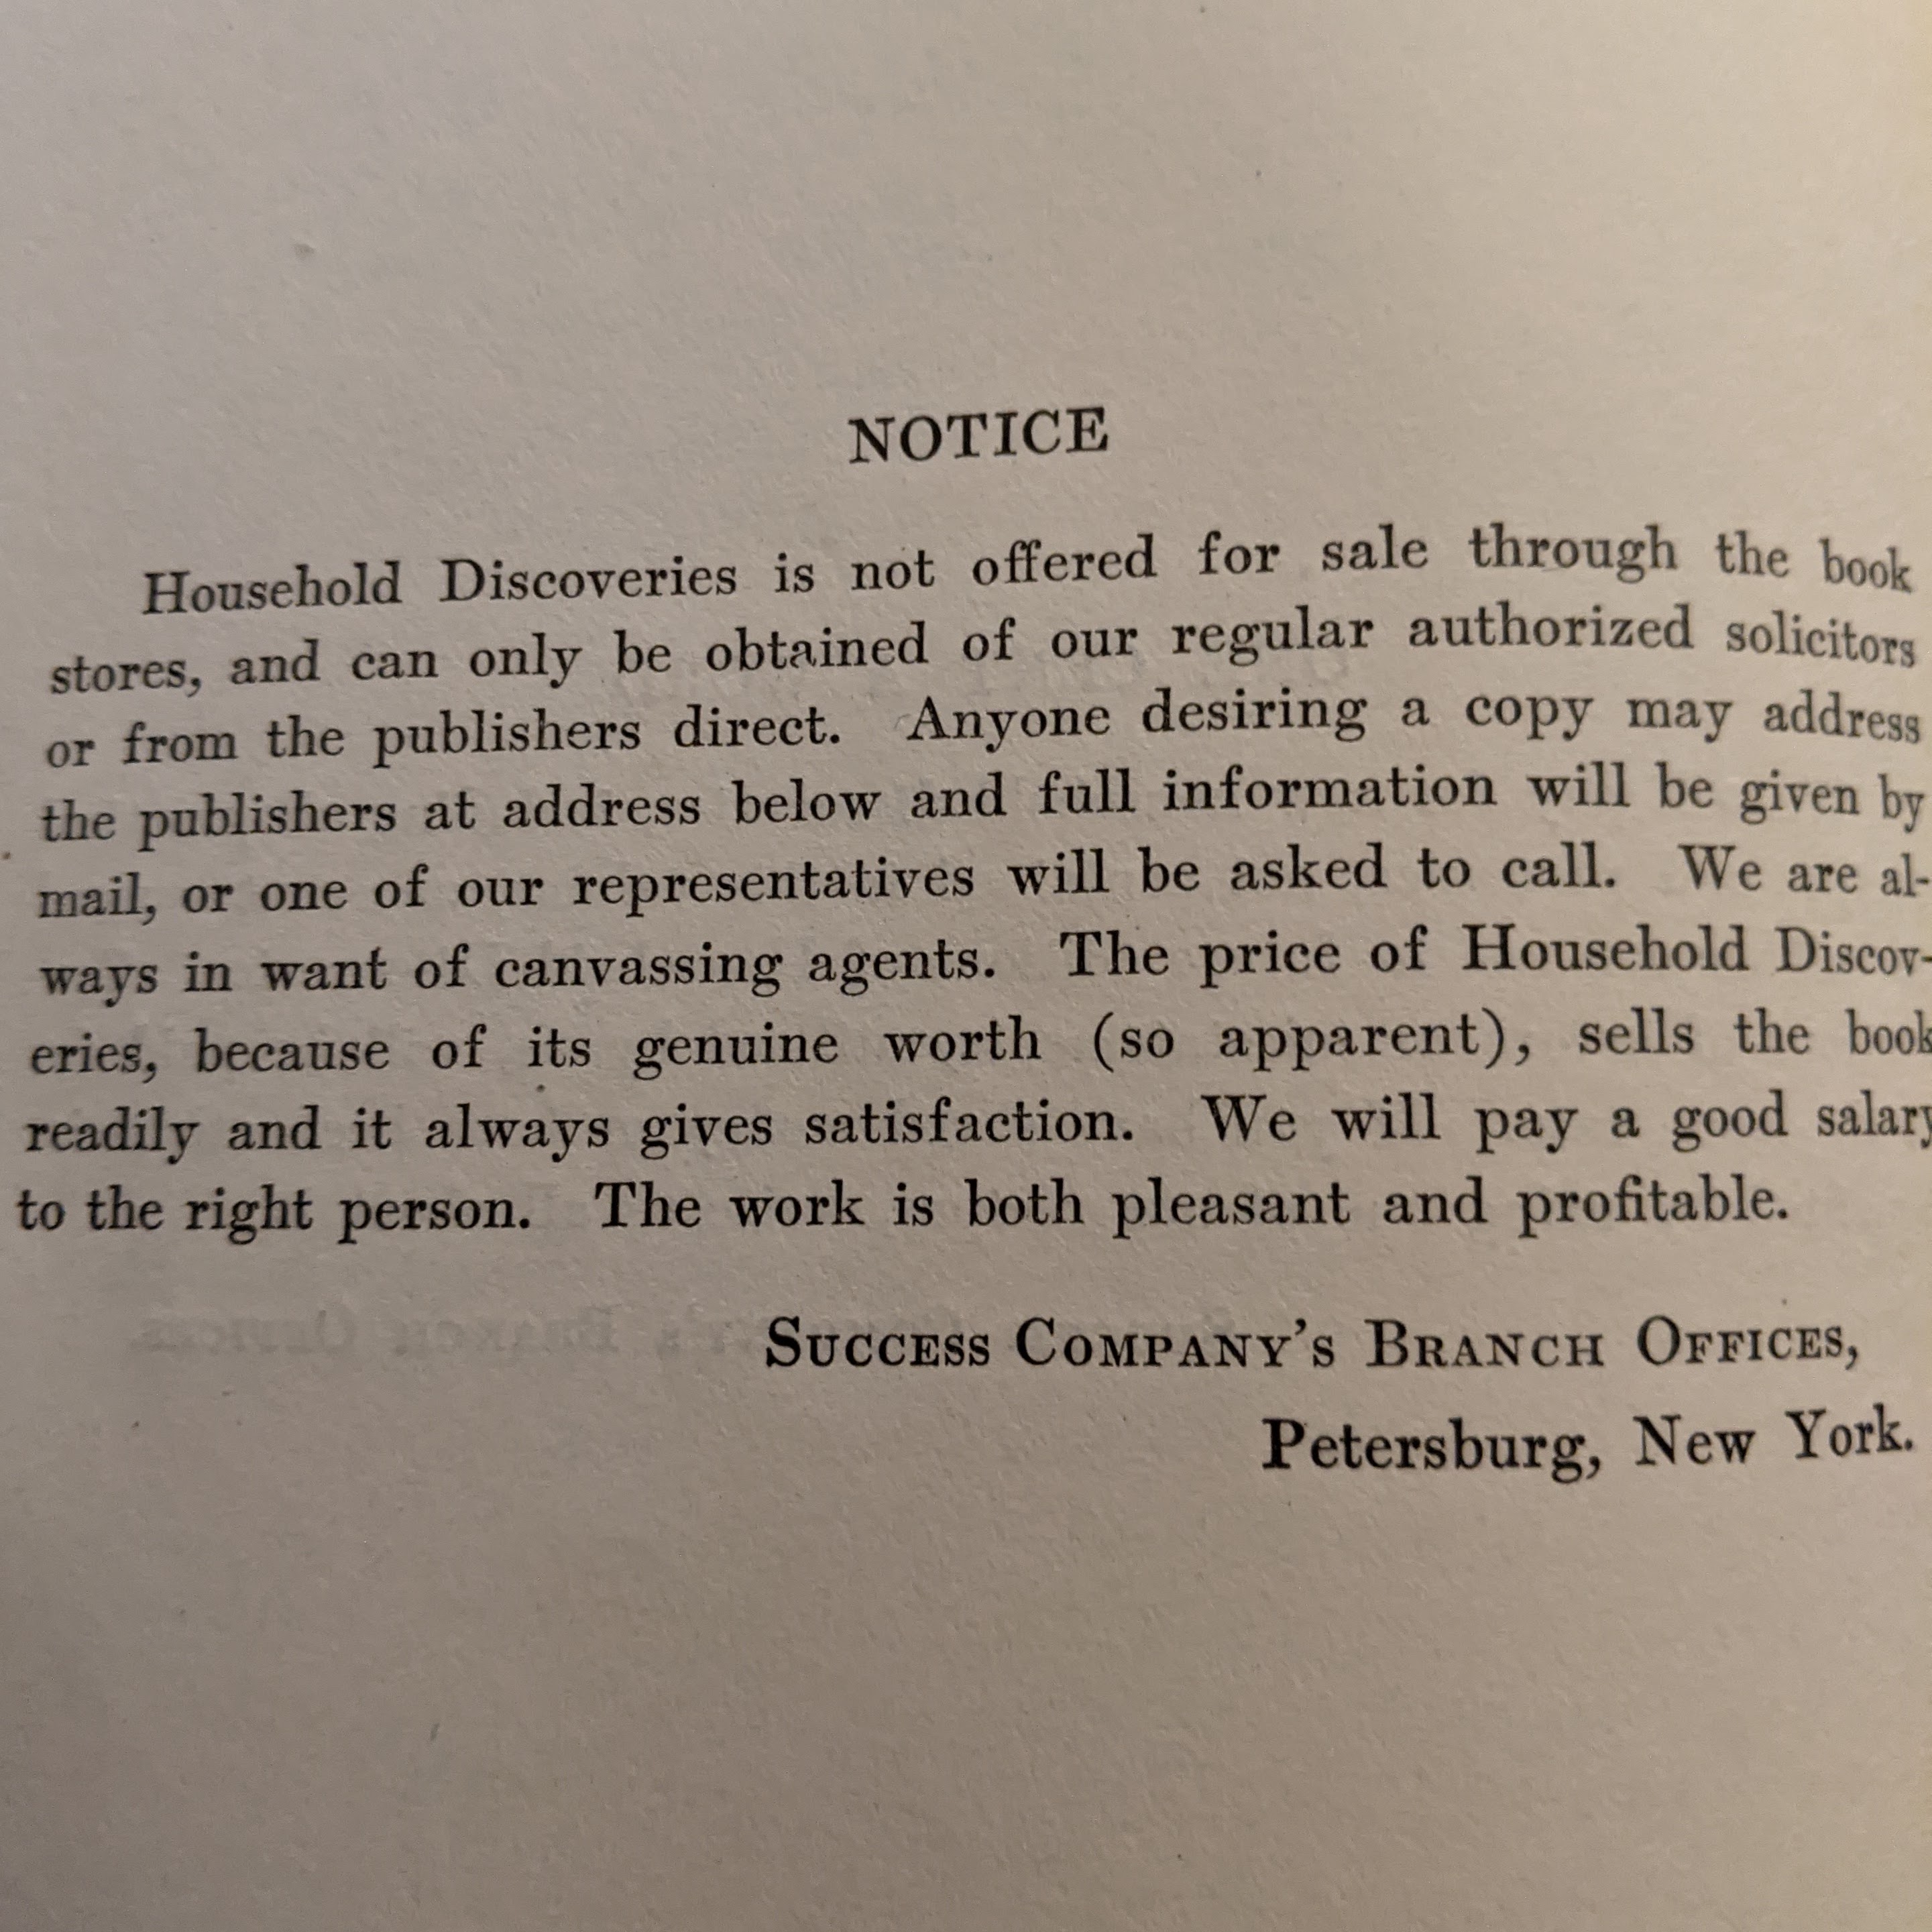 NOTICE
Household Discoveries is not offered for sale through the book
stores, and can only be obtained of our regular authorized solicitors
or from the publishers direct. Anyone desiring a copy may address
the publishers at address below and full information will be given by
mail, or one of our representatives will be asked to call. We are al-
ways in want of canvassing agents. The price of Household Discov-
eries, because of its genuine worth (so apparent), sells the book
readily and it always gives satisfaction. We will pay a good salary
to the right person. The work is both pleasant and profitable.
SUCCESS COMPANY'S BRANCH OFFICES,
Petersburg, New York.